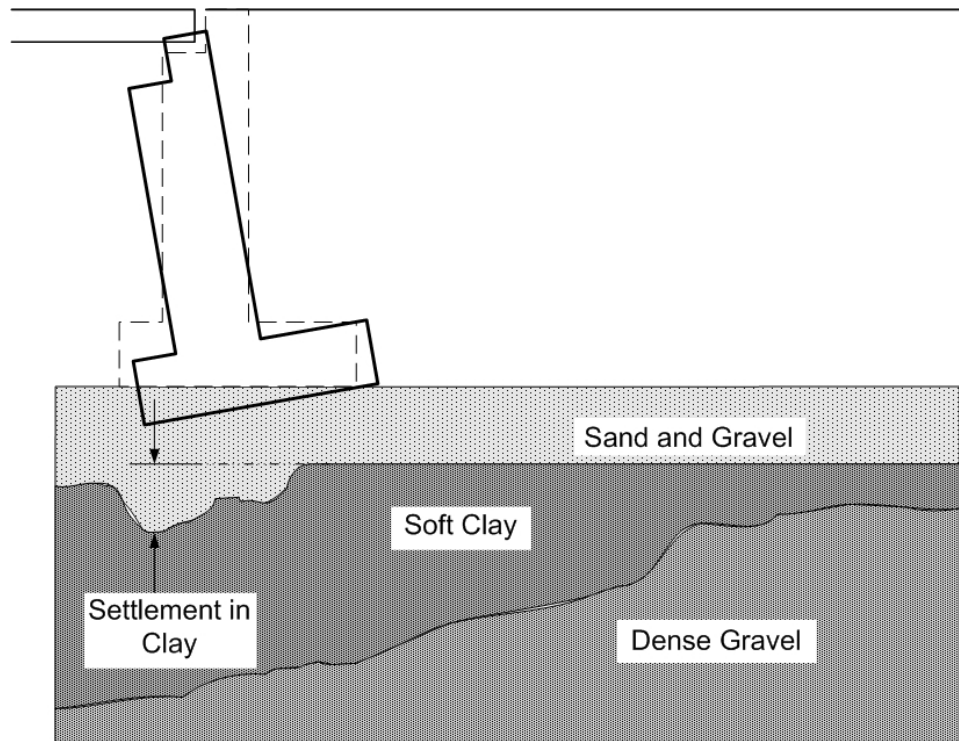 Sand and Gravel
Soft Clay
Settlement in
Clay
Dense Gravel